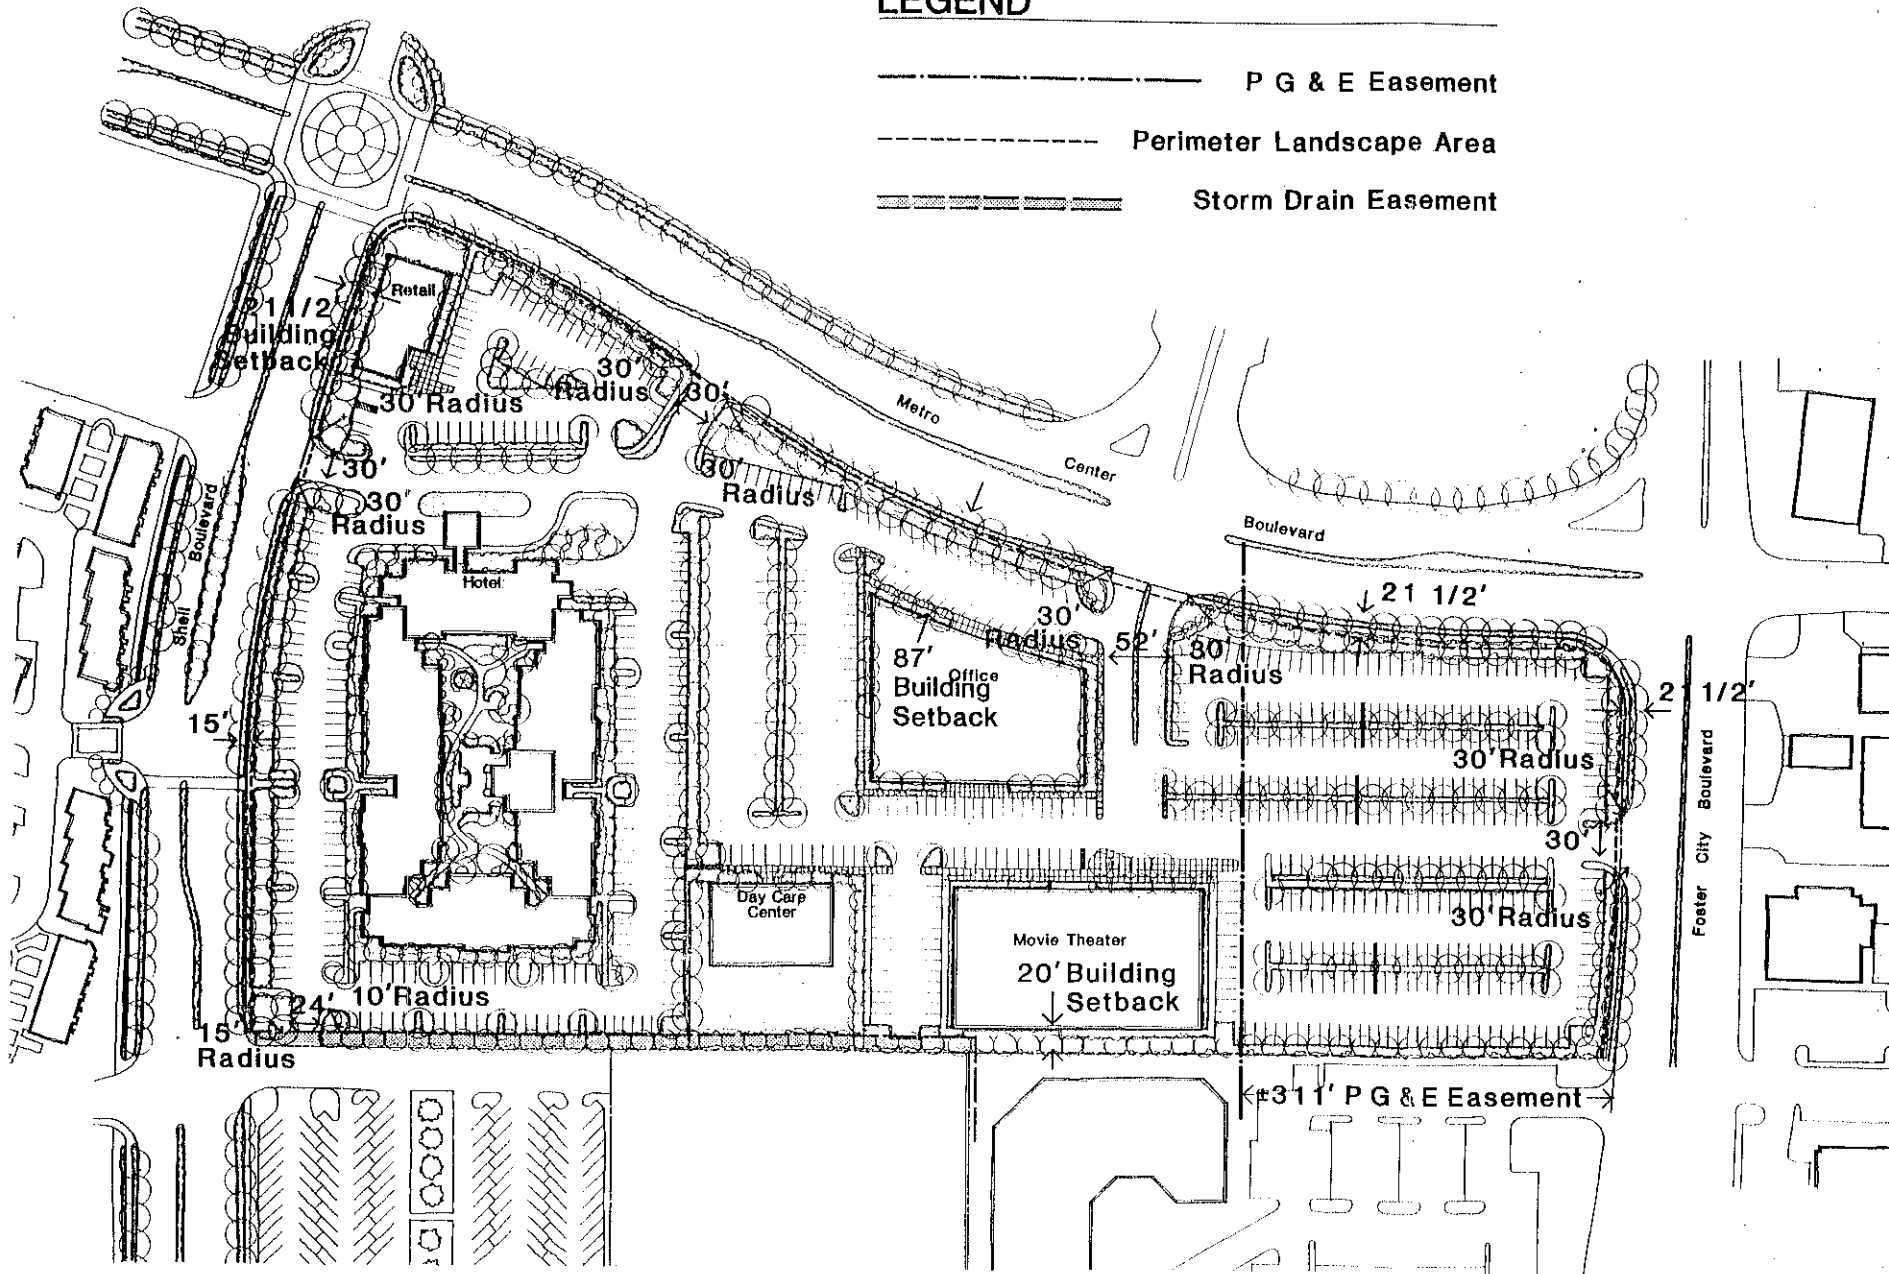 LEGEND
P G & E Easement
Perimeter Landscape Area
Storm Drain Easement
Retail
21 1/2
Building
Setback
30'
Radius
30' Radius
30'
Metro
Center
Boulevard
30'
30'
Radius
30'
Radius
Shell
Boulevard
Hotel
21 1/2'
30'
Radius
52'
30'
Radius
87'
Office
Building
Setback
21 1/2'
15'
30' Radius
Foster City Boulevard
30'
Day Care
Center
30' Radius
Movie Theater
20' Building
Setback
24'
10' Radius
15'
Radius
±311' P G & E Easement